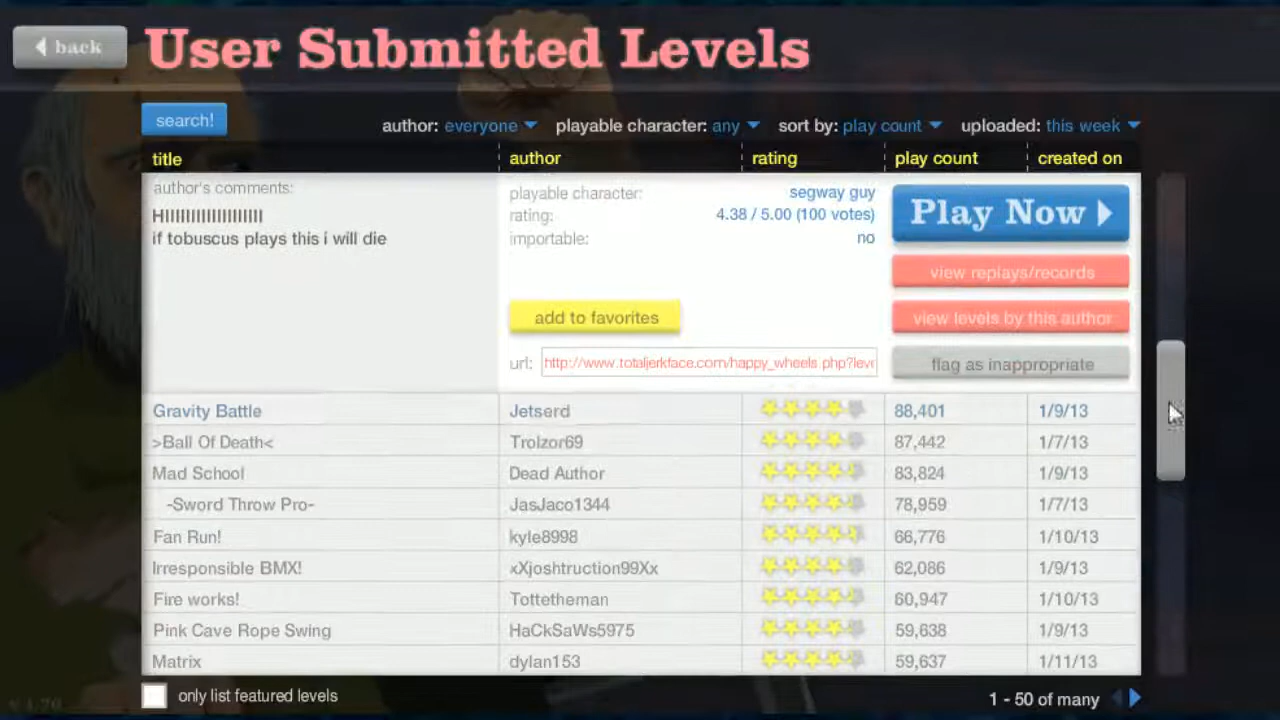 back
User Submitted Levels
search!
author: everyone playable character: any sort by: play count uploaded: this week
title author rating play count created on
author's comments:
HIIIIIIIIIIIIIIIIIII
if tobuscus plays this i will die
playable character: segway guy
rating: 4.38 / 5.00 (100 votes)
importable: no
Play Now
view replays/records
add to favorites
view levels by this author
url: http://www.totaljerkface.com/happy_wheels.php?leve
flag as inappropriate
Gravity Battle Jetserd 88,401 1/9/13
>Ball Of Death< Trolzor69 87,442 1/7/13
Mad School Dead Author 83,824 1/9/13
-Sword Throw Pro- JasJaco1344 78,959 1/7/13
Fan Run! kyle8998 66,776 1/10/13
Irresponsible BMX! xXjoshtruction99Xx 62,086 1/9/13
Fire works! Tottetheman 60,947 1/10/13
Pink Cave Rope Swing HaCkSaWs5975 59,638 1/9/13
Matrix dylan153 59,637 1/11/13
only list featured levels
1 - 50 of many